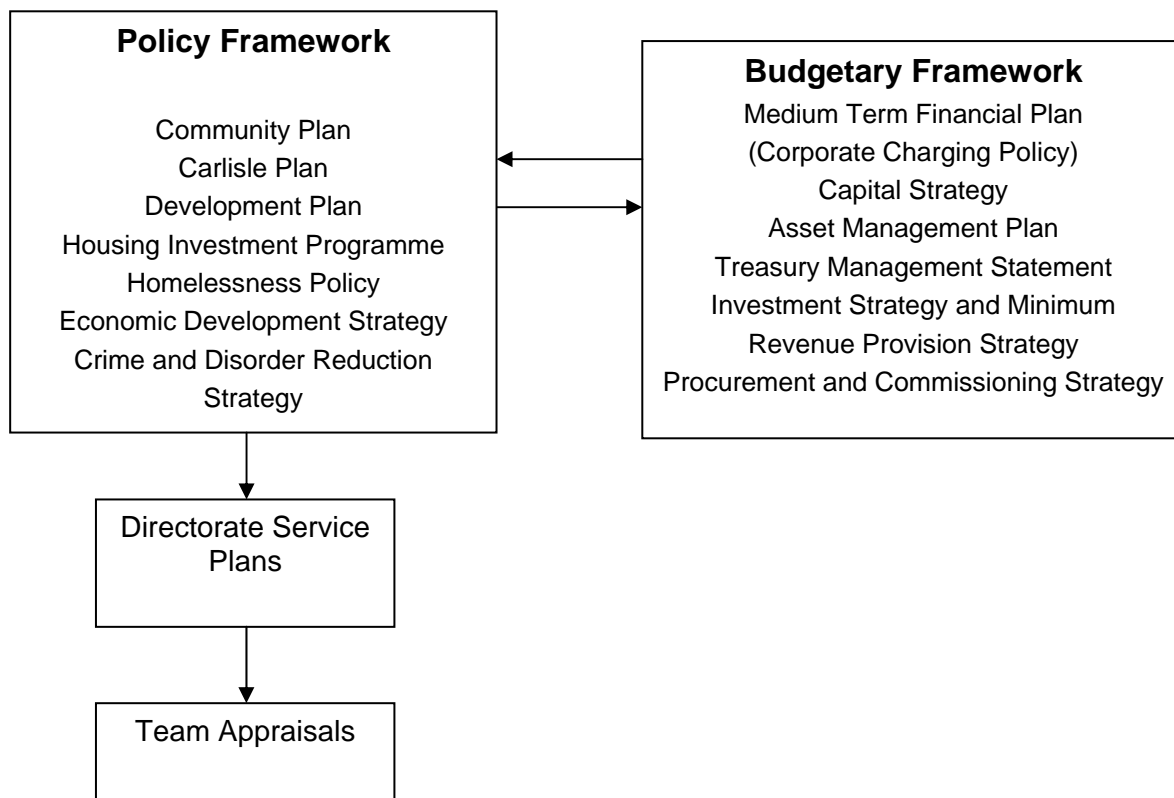 Policy Framework
Community Plan
Carlisle Plan
Development Plan
Housing Investment Programme
Homelessness Policy
Economic Development Strategy
Crime and Disorder Reduction
Strategy
Budgetary Framework
Medium Term Financial Plan
(Corporate Charging Policy)
Capital Strategy
Asset Management Plan
Treasury Management Statement
Investment Strategy and Minimum
Revenue Provision Strategy
Procurement and Commissioning Strategy
Directorate Service
Plans
Team Appraisals